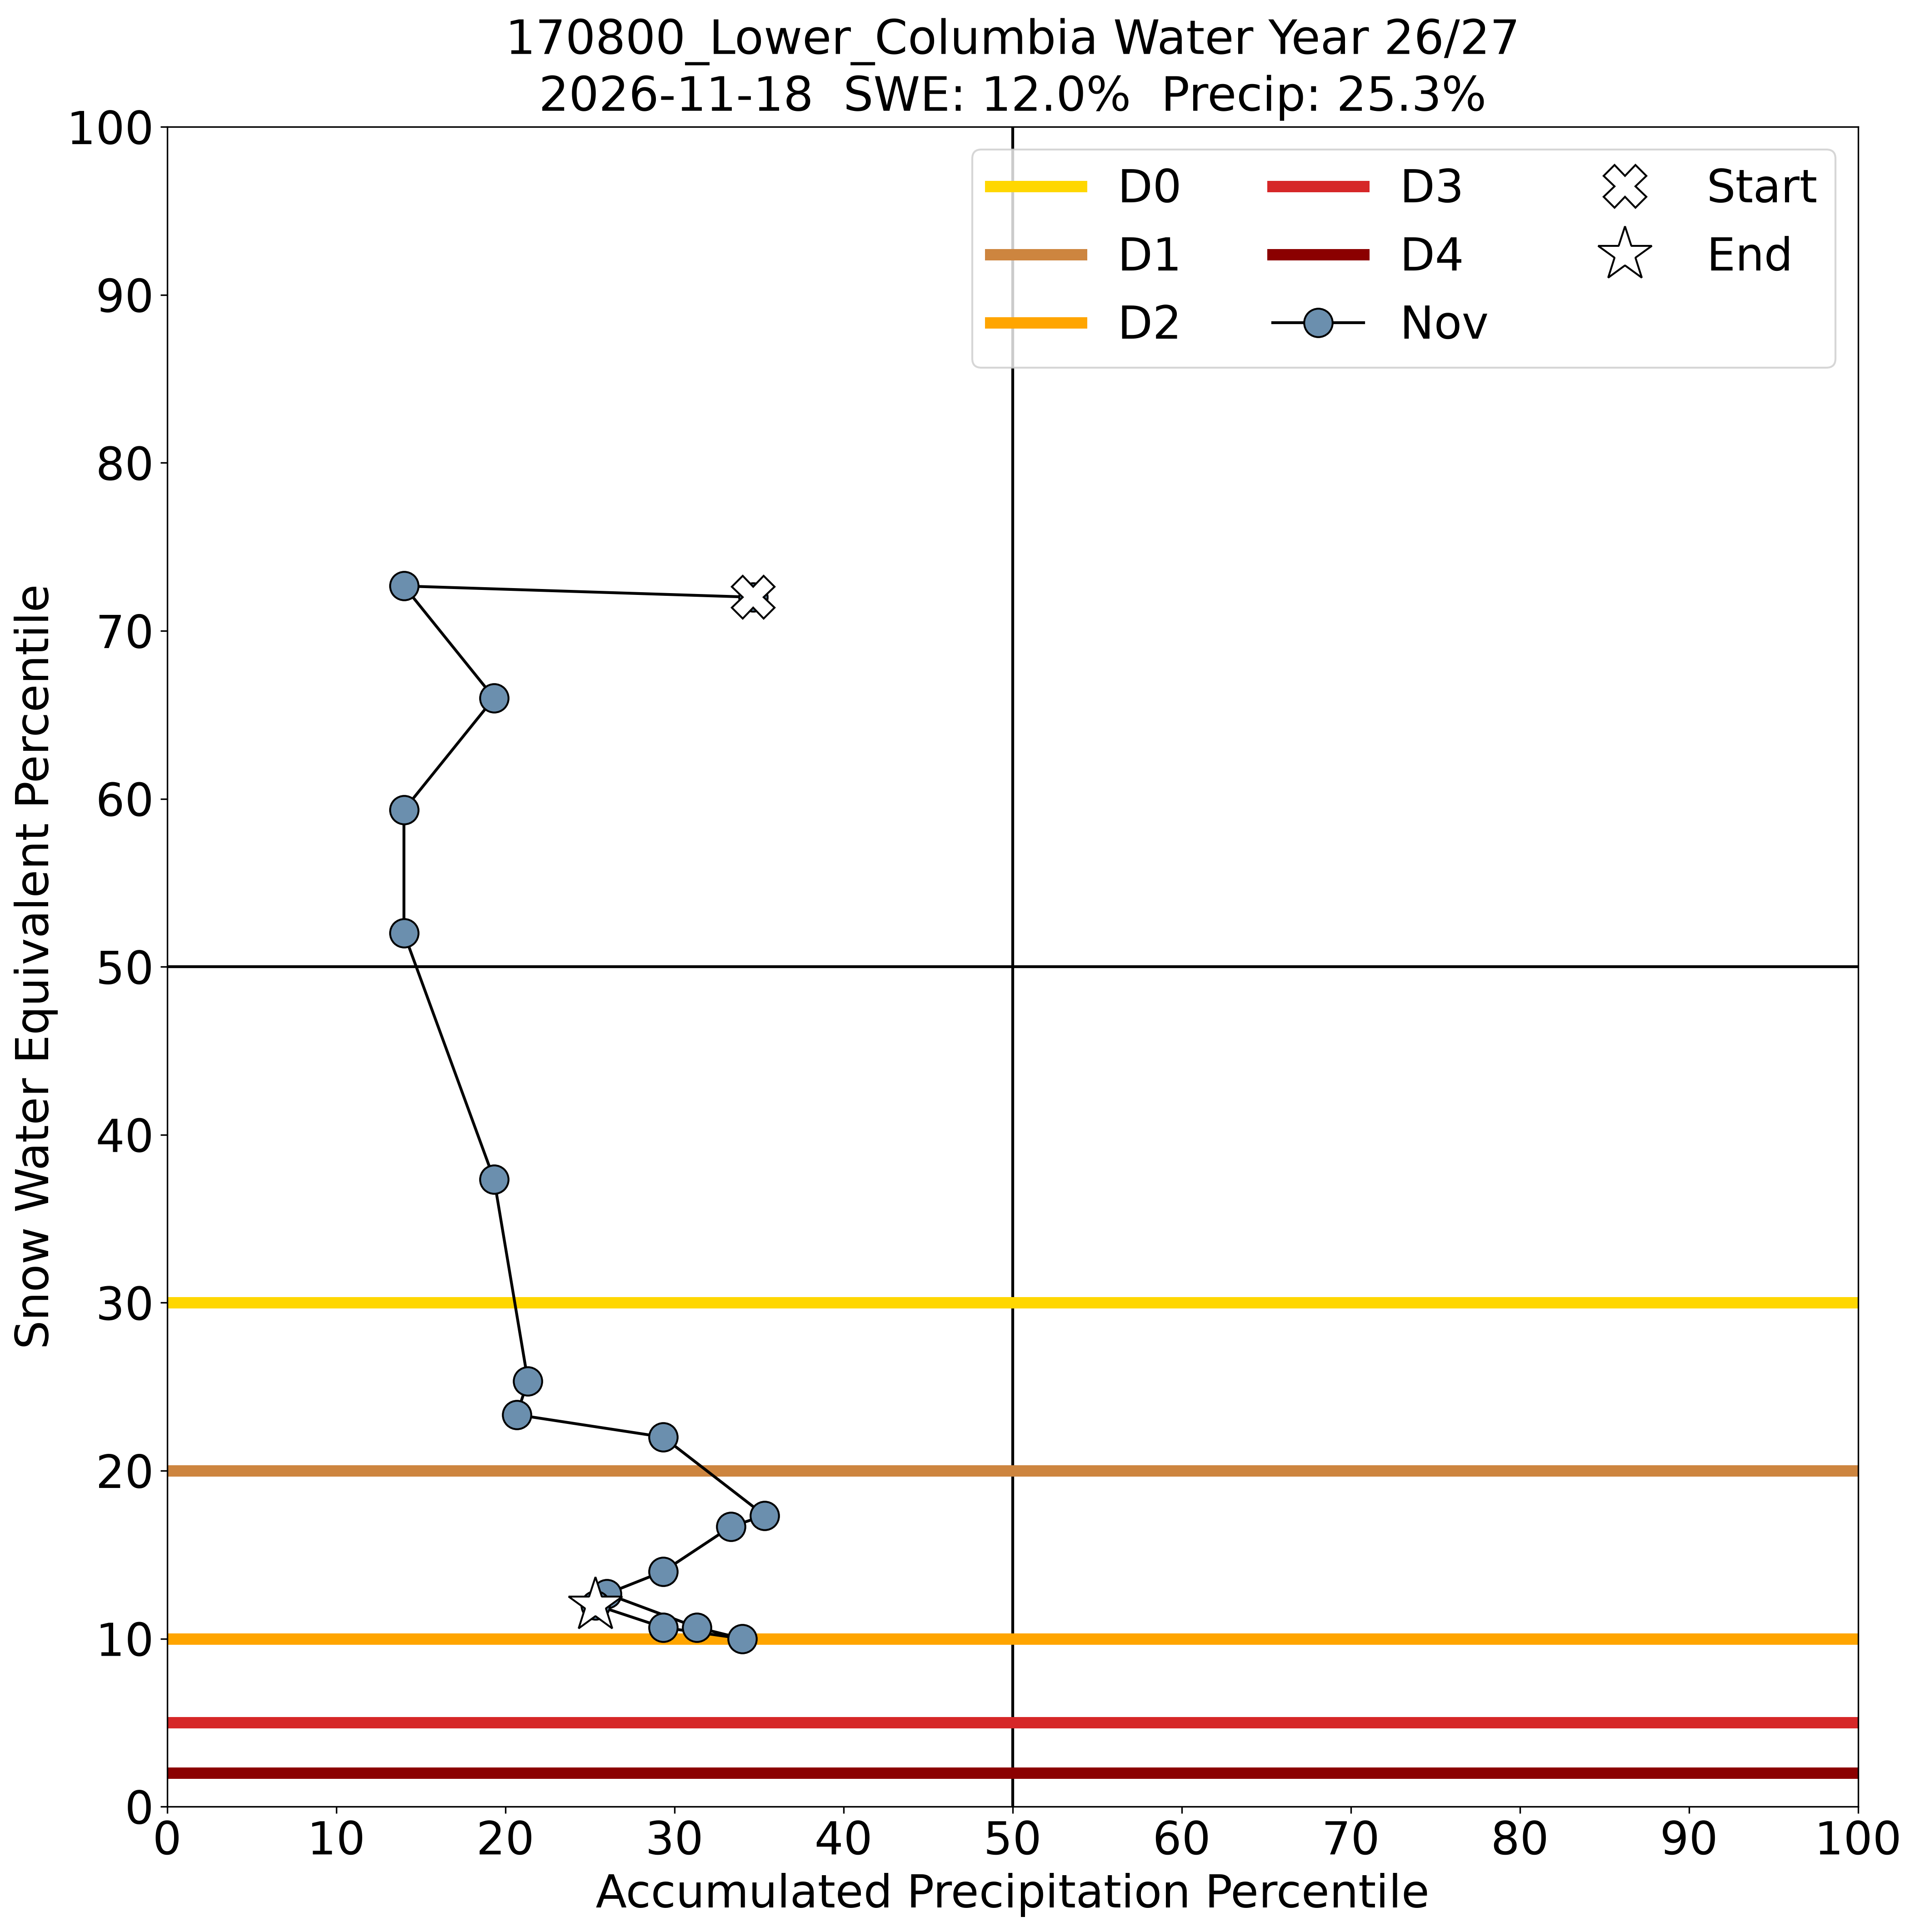 170800_Lower_Columbia Water Year 26/27
2026-11-18  SWE: 12.0%  Precip: 25.3%
D0
D1
D2
D3
D4
Nov
Start
End
Snow Water Equivalent Percentile
100
90
80
70
60
50
40
30
20
10
0
0 10 20 30 40 50 60 70 80 90 100
Accumulated Precipitation Percentile